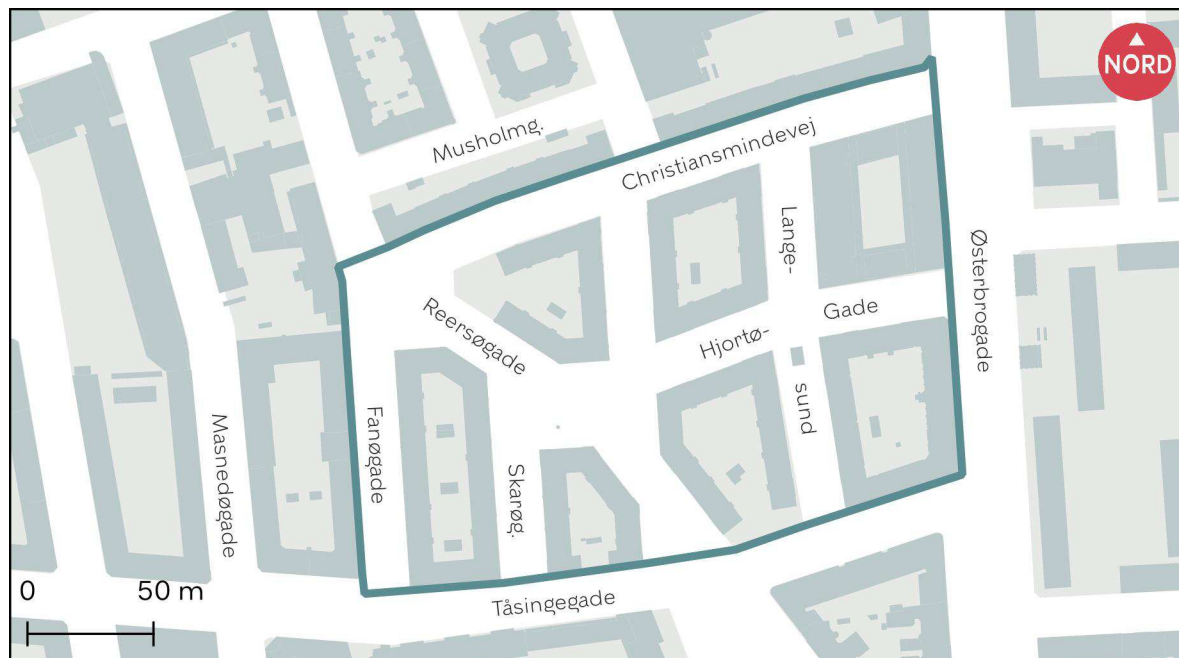 NORD
Musholmg.
Christiansmindevej
Lange-
Østerbrogade
Reersøgade
Hjortø-
Gade
sund
Fanøgade
Masnedøgade
Skarøg.
Tåsingegade
0 50 m